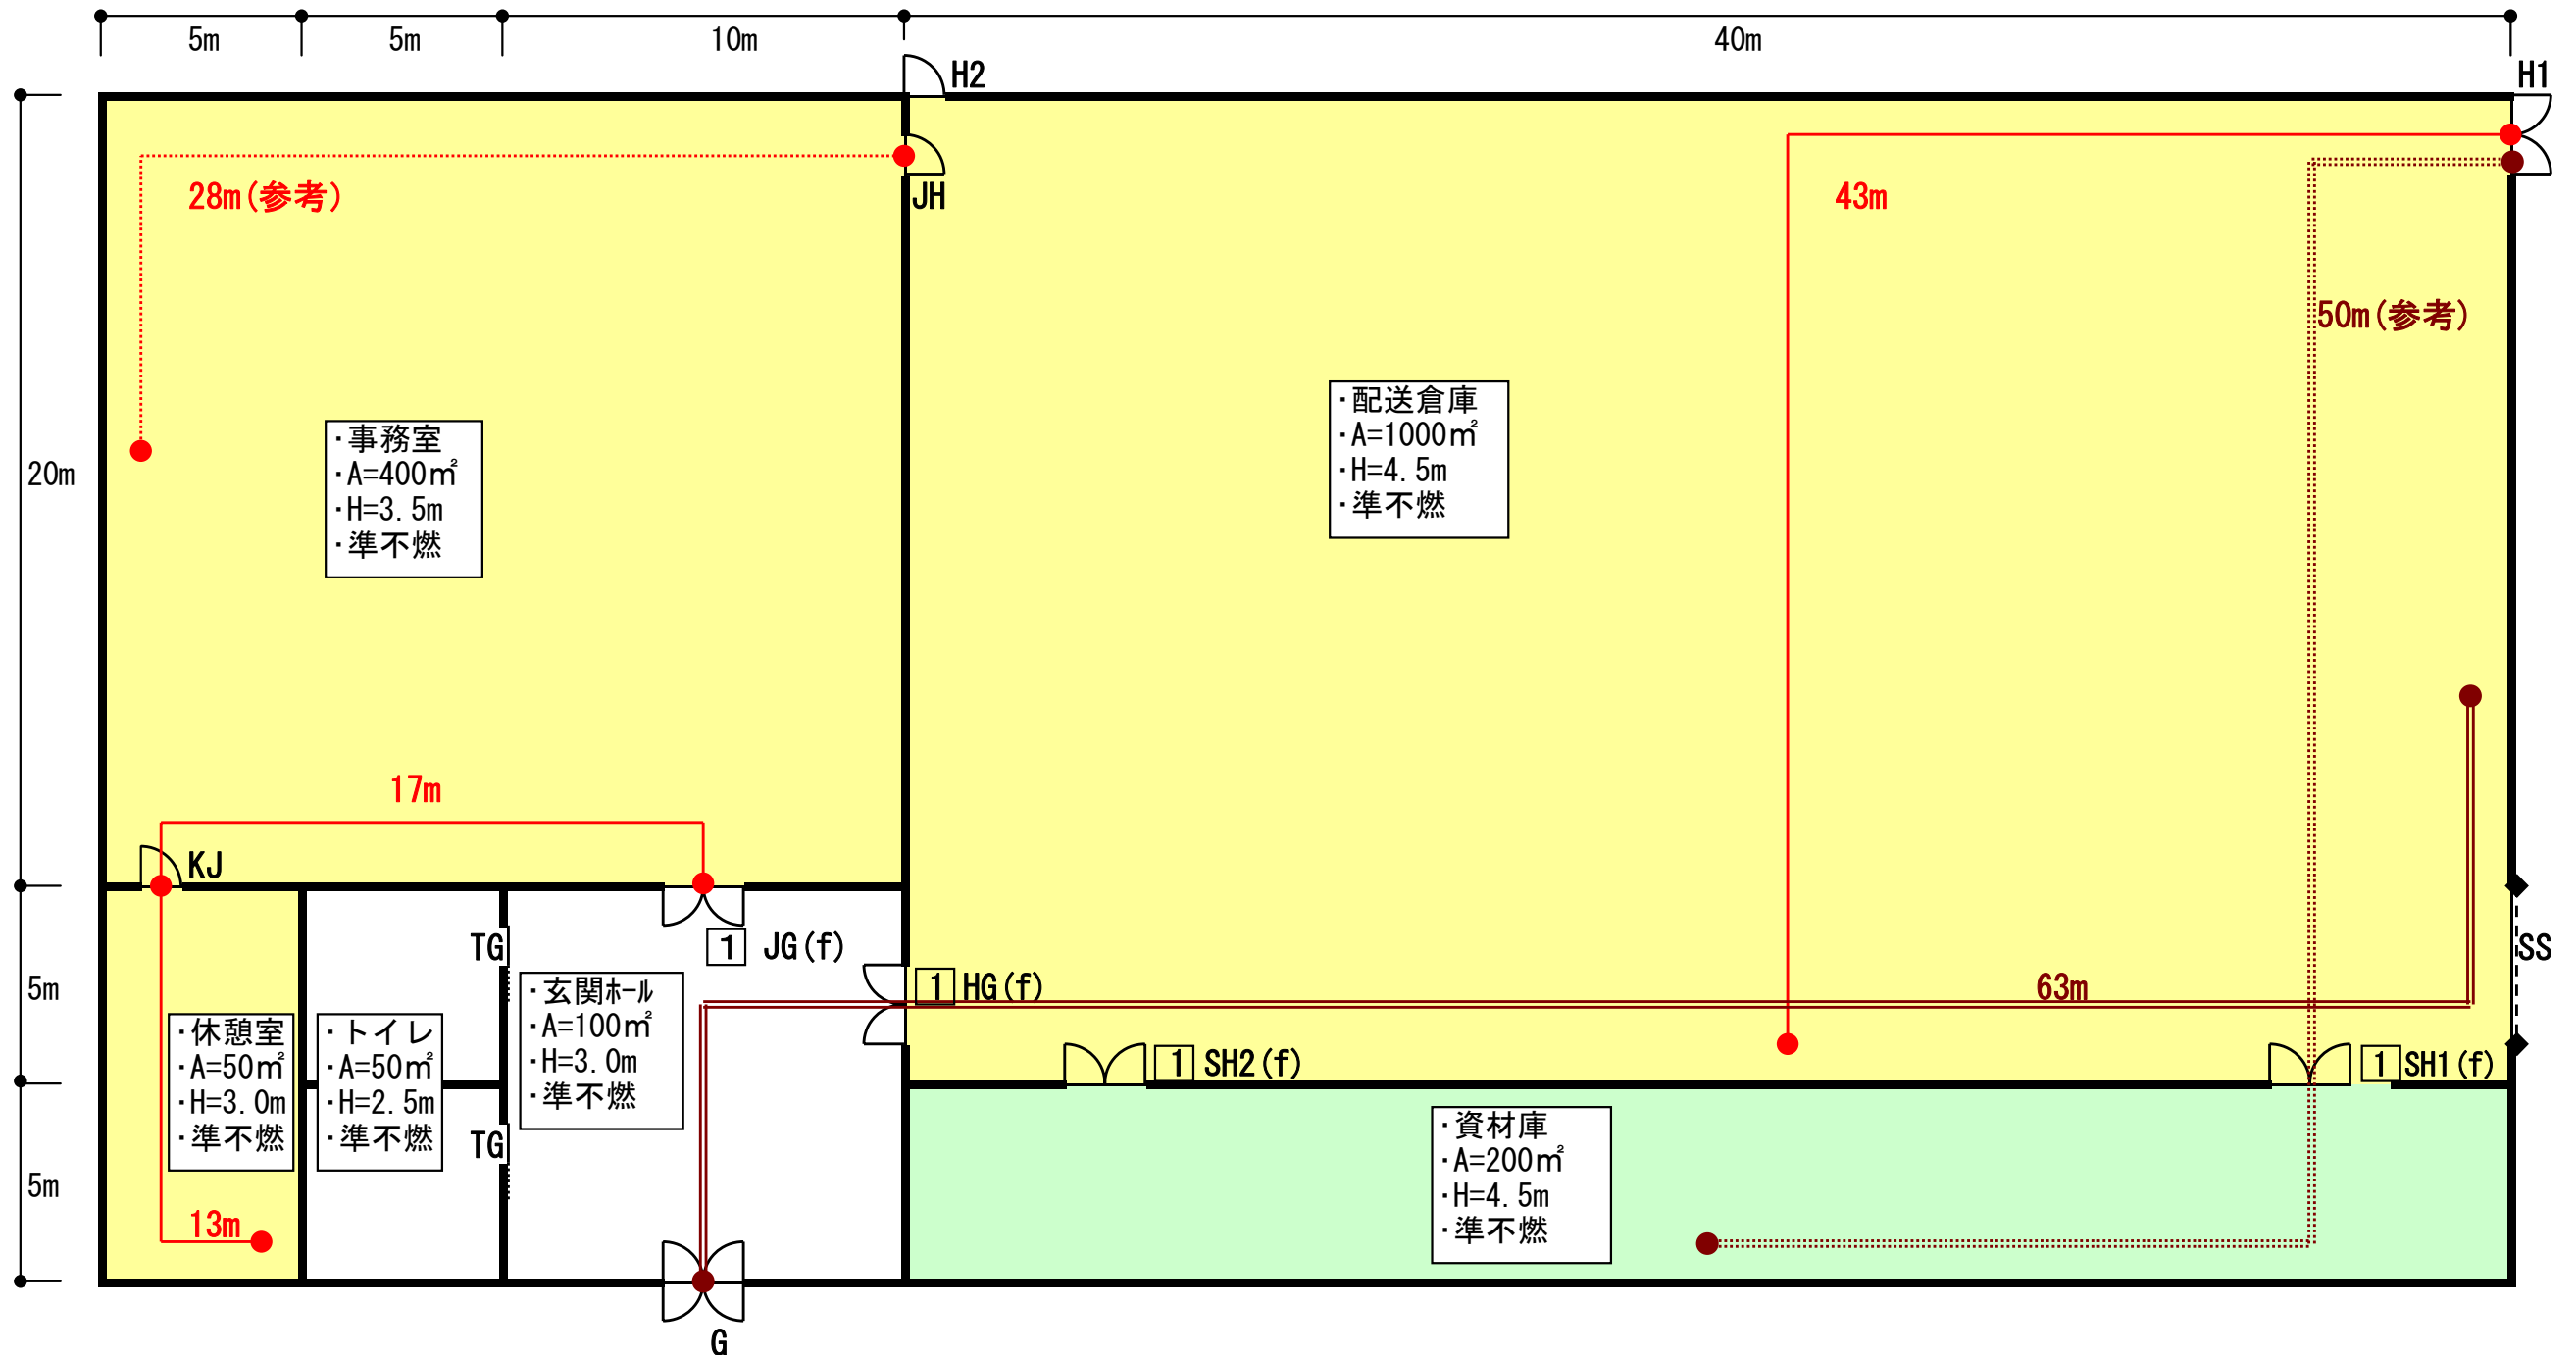 5m
5m
10m
40m
H2
H1
28m(参考)
JH
43m
50m(参考)
20m
・事務室
・A=400㎡
・H=3.5m
・準不燃
・配送倉庫
・A=1000㎡
・H=4.5m
・準不燃
17m
KJ
TG
1 JG(f)
1 HG(f)
63m
SS
5m
・休憩室
・A=50㎡
・H=3.0m
・準不燃
・トイレ
・A=50㎡
・H=2.5m
・準不燃
・玄関ﾎｰﾙ
・A=100㎡
・H=3.0m
・準不燃
1 SH2(f)
1 SH1(f)
TG
・資材庫
・A=200㎡
・H=4.5m
・準不燃
5m
13m
G